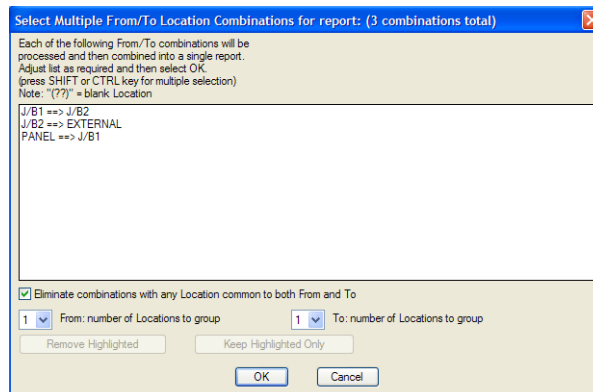 Select Multiple From/To Location Combinations for report: (3 combinations total)
Each of the following From/To combinations will be
processed and then combined into a single report.
Adjust list as required and then select OK.
(press SHIFT or CTRL key for multiple selection)
Note: "(??)" = blank Location
J/B1 ==> J/B2
J/B2 ==> EXTERNAL
PANEL ==> J/B1
Eliminate combinations with any Location common to both From and To
1 From: number of Locations to group 1 To: number of Locations to group
Remove Highlighted Keep Highlighted Only
OK Cancel